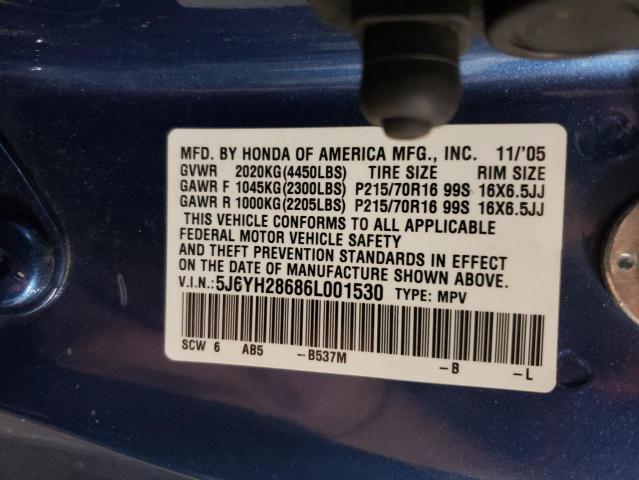 MFD. BY HONDA OF AMERICA MFG., INC. 11/'05
GVWR 2020KG(4450LBS) TIRE SIZE RIM SIZE
GAWR F 1045KG(2300LBS) P215/70R16 99S 16X6.5JJ
GAWR R 1000KG(2205LBS) P215/70R16 99S 16X6.5JJ
THIS VEHICLE CONFORMS TO ALL APPLICABLE
FEDERAL MOTOR VEHICLE SAFETY
AND THEFT PREVENTION STANDARDS IN EFFECT
ON THE DATE OF MANUFACTURE SHOWN ABOVE.
V.I.N.:5J6YH28686L001530 TYPE: MPV
SCW 6 AB5 --B537M -B -L